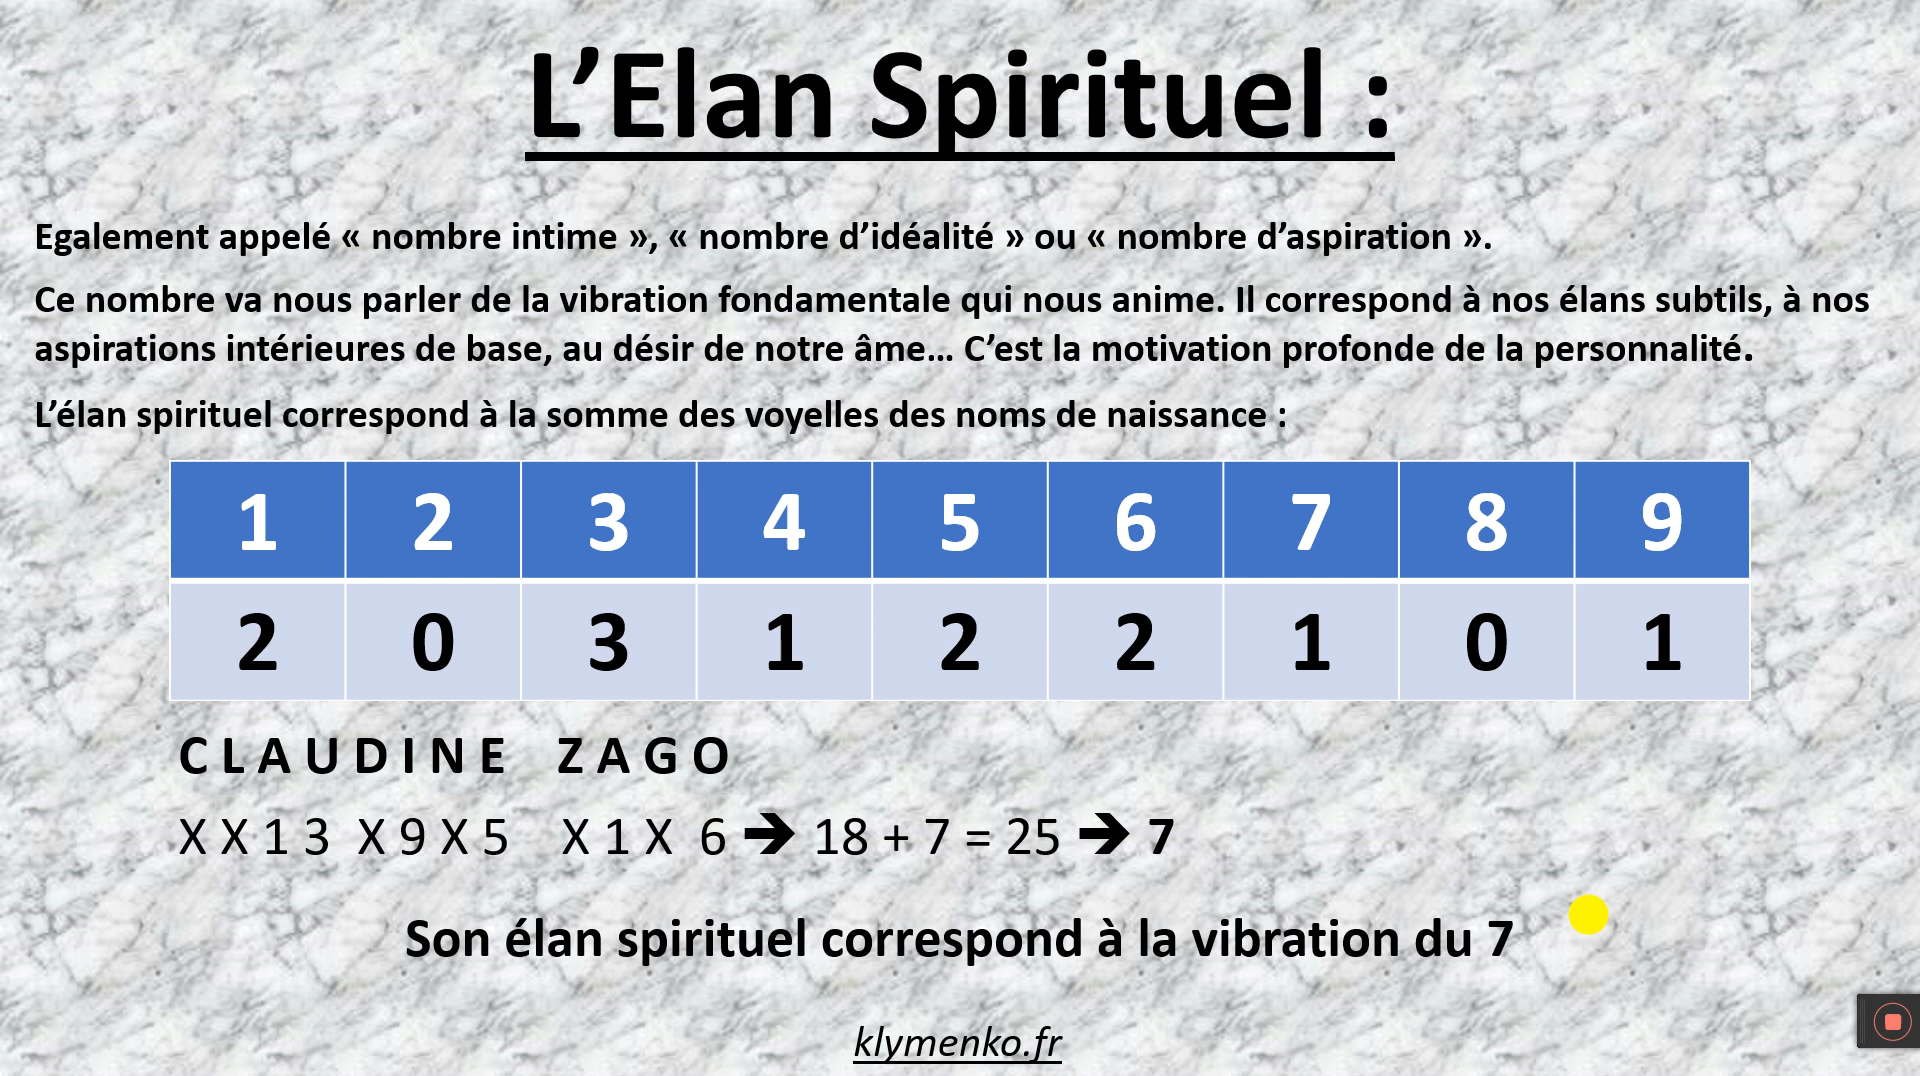 L’Elan Spirituel :
Egalement appelé « nombre intime », « nombre d’idéalité » ou « nombre d’aspiration ».
Ce nombre va nous parler de la vibration fondamentale qui nous anime. Il correspond à nos élans subtils, à nos
aspirations intérieures de base, au désir de notre âme… C’est la motivation profonde de la personnalité.
L’élan spirituel correspond à la somme des voyelles des noms de naissance :
1 2 3 4 5 6 7 8 9
2 0 3 1 2 2 1 0 1
C L A U D I N E Z A G O
X X 1 3 X 9 X 5 X 1 X 6 ➔ 18 + 7 = 25 ➔ 7
Son élan spirituel correspond à la vibration du 7
klymenko.fr